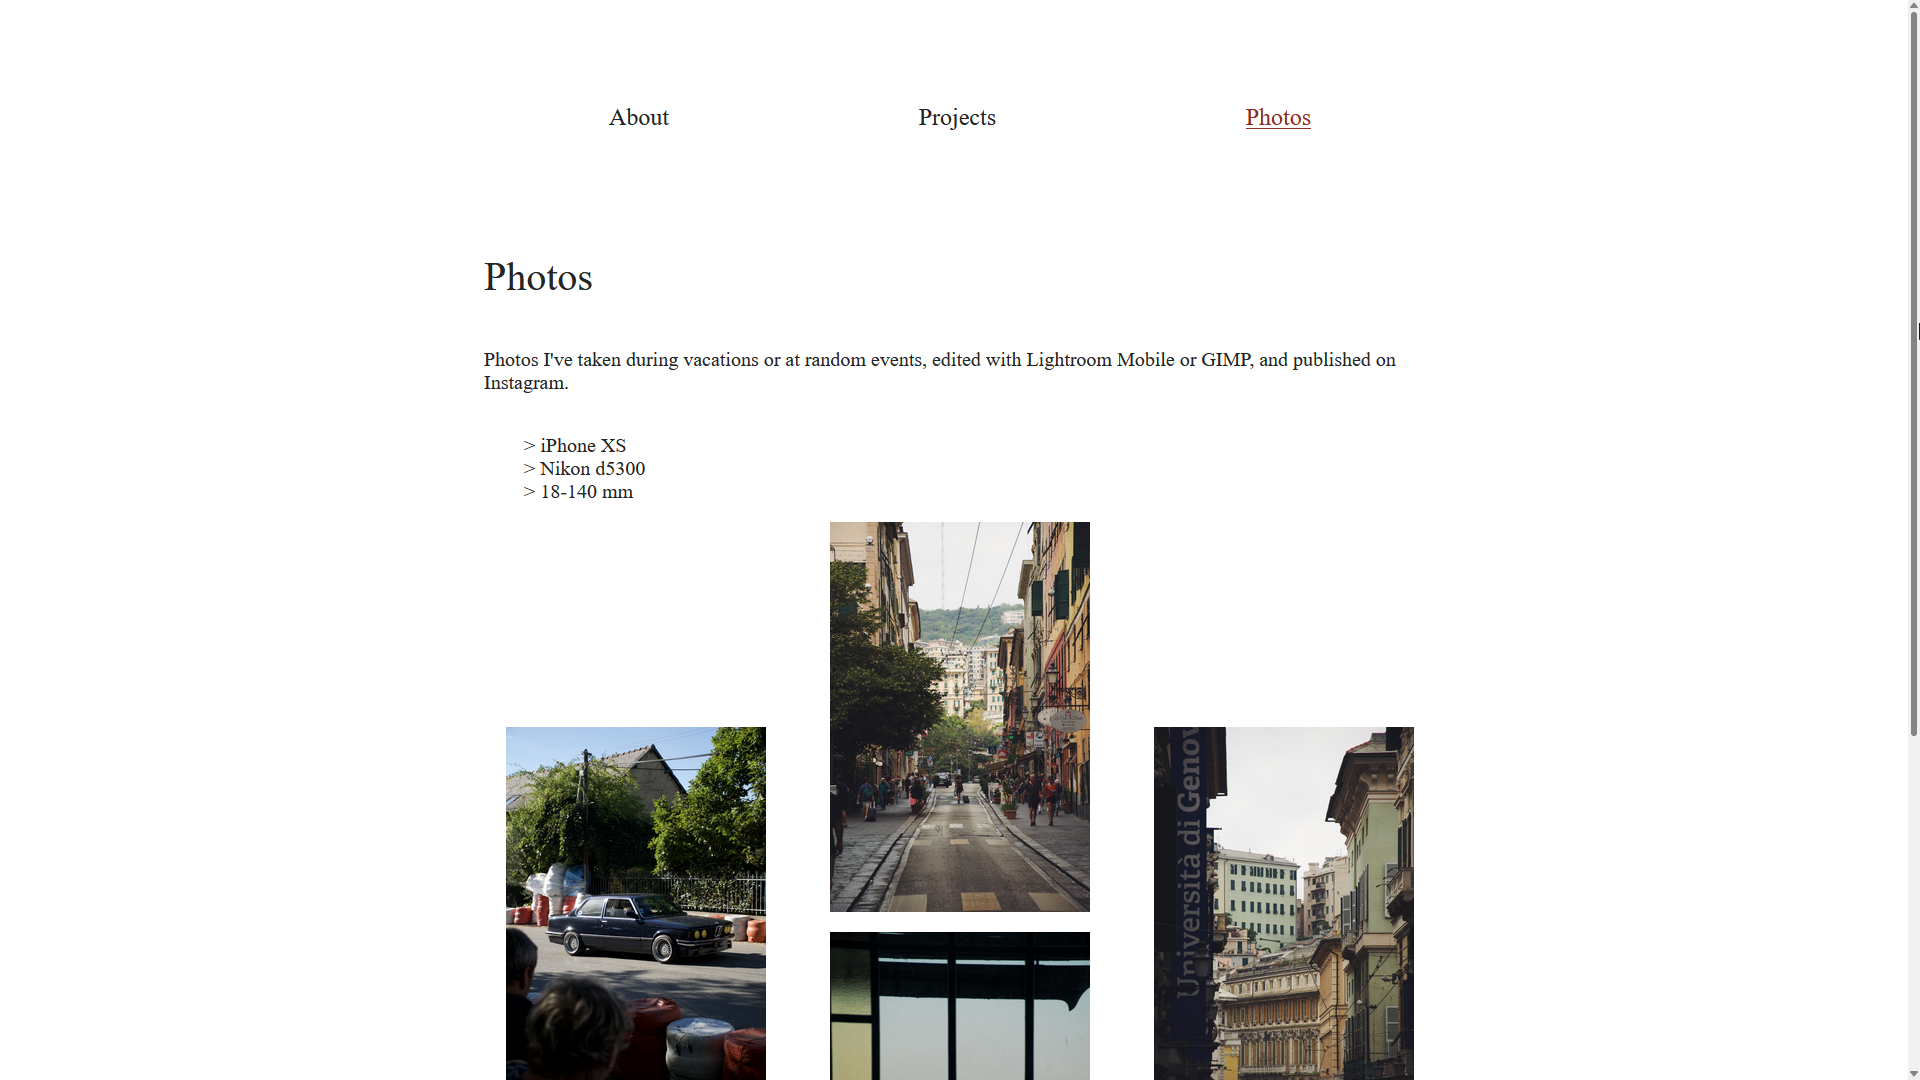 About
Projects
Photos
Photos
Photos I've taken during vacations or at random events, edited with Lightroom Mobile or GIMP, and published on
Instagram.
> iPhone XS
> Nikon d5300
> 18-140 mm
Università di Genov